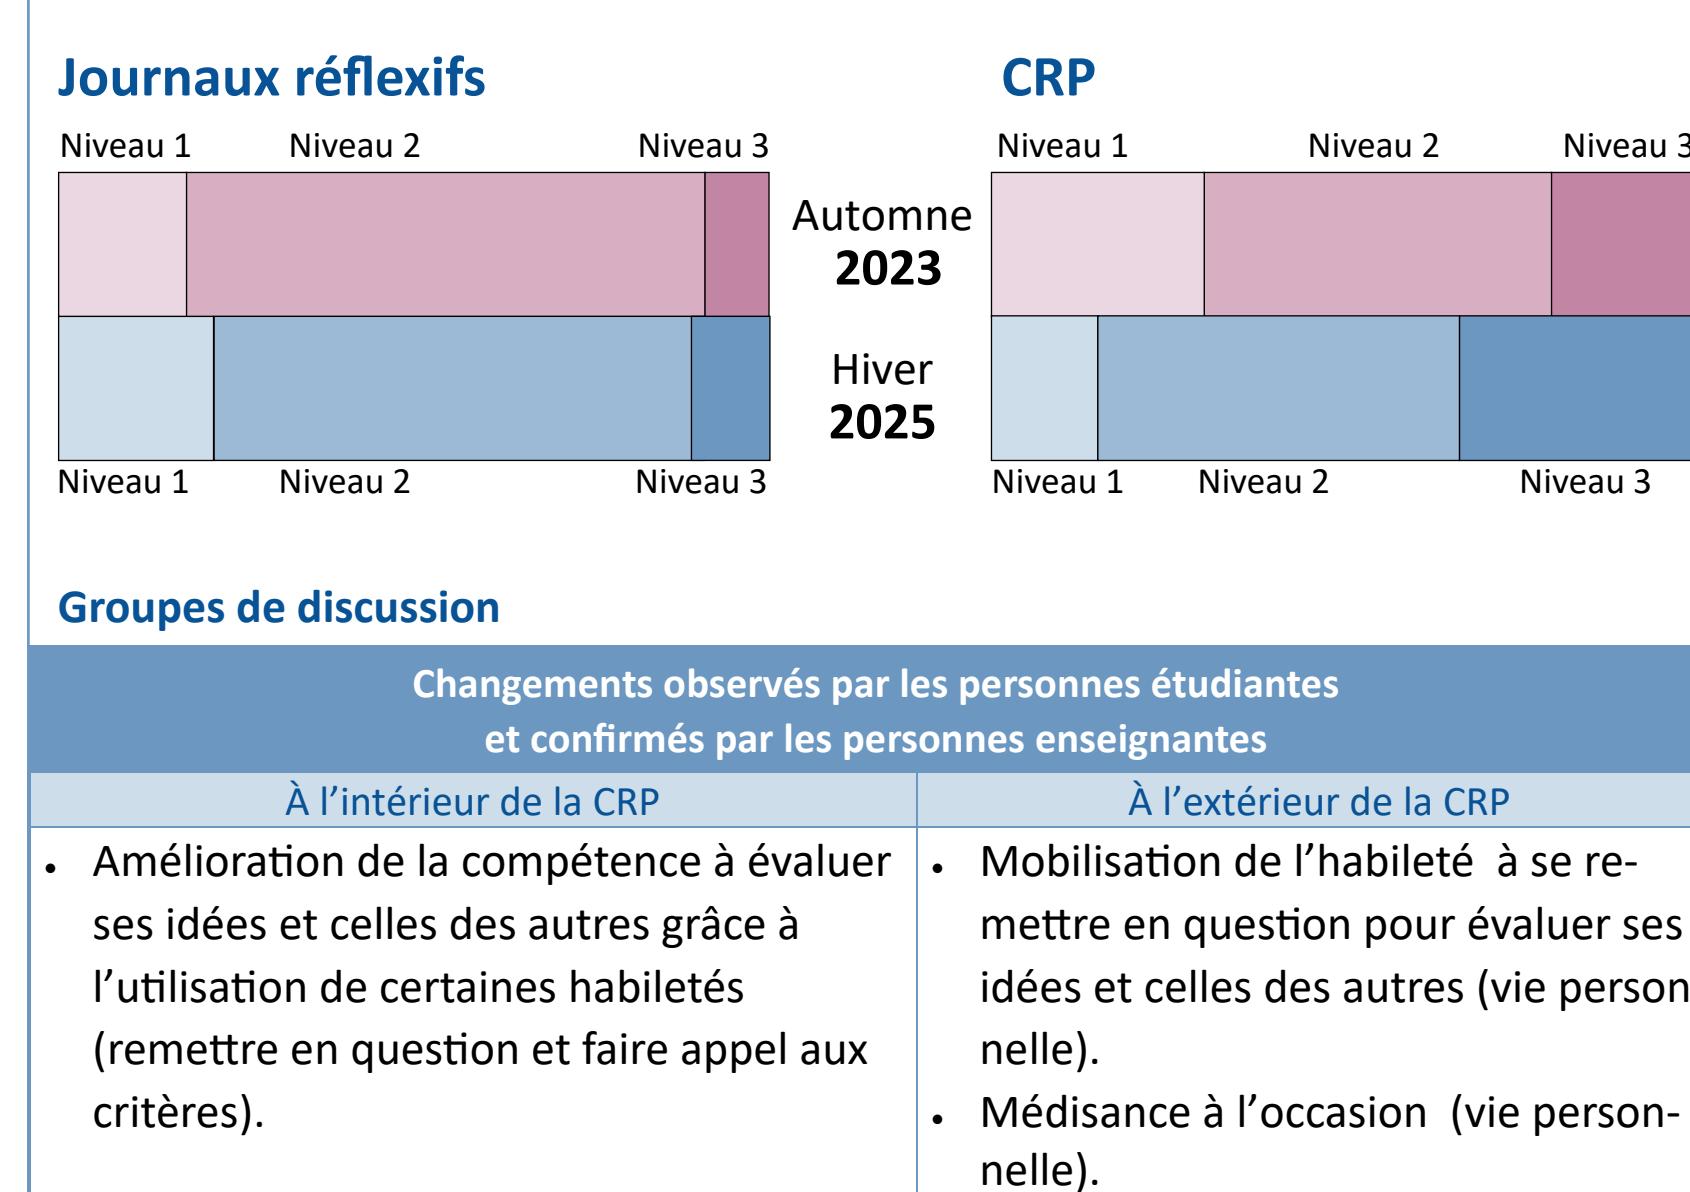 Journaux réflexifs
Niveau 1 Niveau 2 Niveau 3
Automne
2023
Hiver
2025
Niveau 1 Niveau 2 Niveau 3
CRP
Niveau 1 Niveau 2 Niveau 3
Niveau 1 Niveau 2 Niveau 3
Groupes de discussion
Changements observés par les personnes étudiantes
et confirmés par les personnes enseignantes
À l’intérieur de la CRP
• Amélioration de la compétence à évaluer
ses idées et celles des autres grâce à
l’utilisation de certaines habiletés
(remettre en question et faire appel aux
critères).
À l’extérieur de la CRP
• Mobilisation de l’habileté à se re-
mettre en question pour évaluer ses
idées et celles des autres (vie person
nelle).
• Médisance à l’occasion (vie person-
nelle).